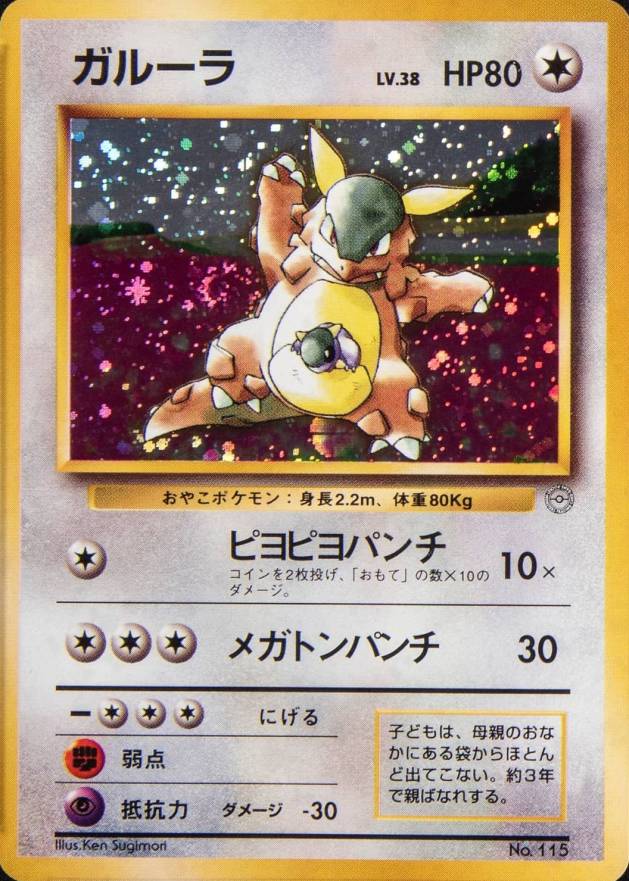 ガルーラ LV.38 HP80
おやこポケモン：身長2.2m、体重80Kg
ピヨピヨパンチ 10×
コインを2枚投げ、「おもて」の数×10の
ダメージ。
メガトンパンチ 30
− にげる
弱点
抵抗力 ダメージ -30
子どもは、母親のおな
かにある袋からほとん
ど出てこない。約3年
で親ばなれする。
Illus.Ken Sugimori No. 115